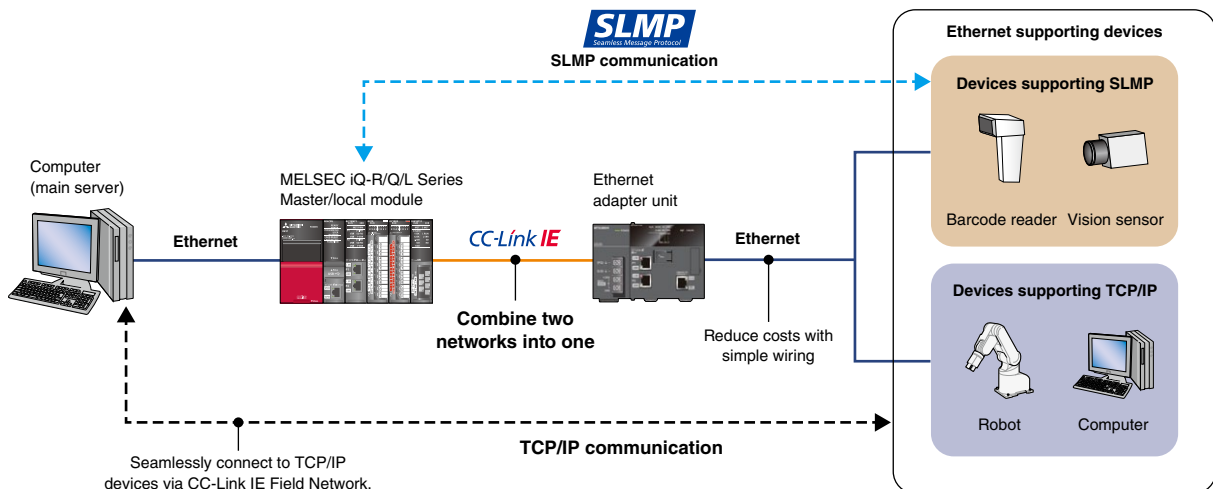 SLMP
Seamless Message Protocol
SLMP communication
Ethernet supporting devices
Devices supporting SLMP
Barcode reader
Vision sensor
Computer
(main server)
Ethernet
MELSEC iQ-R/Q/L Series
Master/local module
CC-Link IE
Combine two
networks into one
Ethernet
adapter unit
Ethernet
Reduce costs with
simple wiring
Devices supporting TCP/IP
Robot
Computer
TCP/IP communication
Seamlessly connect to TCP/IP
devices via CC-Link IE Field Network.